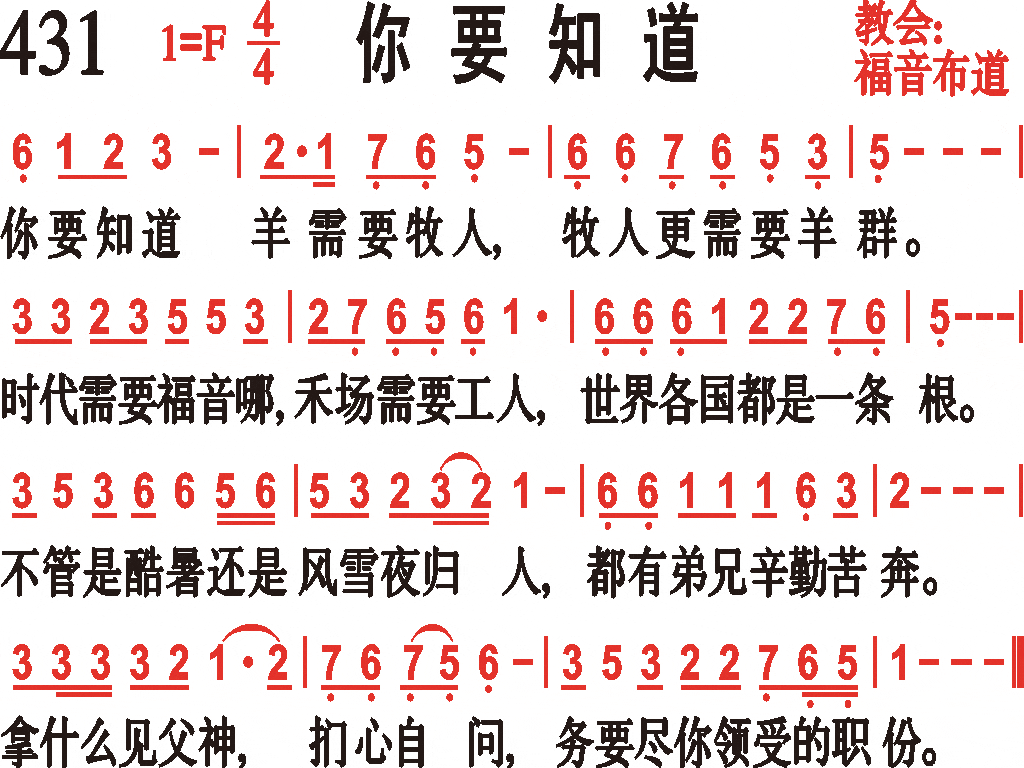 431 1=F 4/4 你要知道 教会:
福音布道
6 1 2 3 - | 2·1 7 6 5 - | 6 6 7 6 5 3 | 5 - - - |
你要知道 羊需要牧人, 牧人更需要羊群。
3 3 2 3 5 5 3 | 2 7 6 5 6 1· | 6 6 6 1 2 2 7 6 | 5 - - - |
时代需要福音哪, 禾场需要工人, 世界各国都是一条根。
3 5 3 6 6 5 6 | 5 3 2 3 2 1 - | 6 6 1 1 1 6 3 | 2 - - - |
不管是酷暑还是风雪夜归人, 都有弟兄辛勤苦奔。
3 3 3 3 2 1·2 | 7 6 7 5 6 - | 3 5 3 2 2 7 6 5 | 1 - - - ‖
拿什么见父神, 扪心自问, 务要尽你领受的职份。